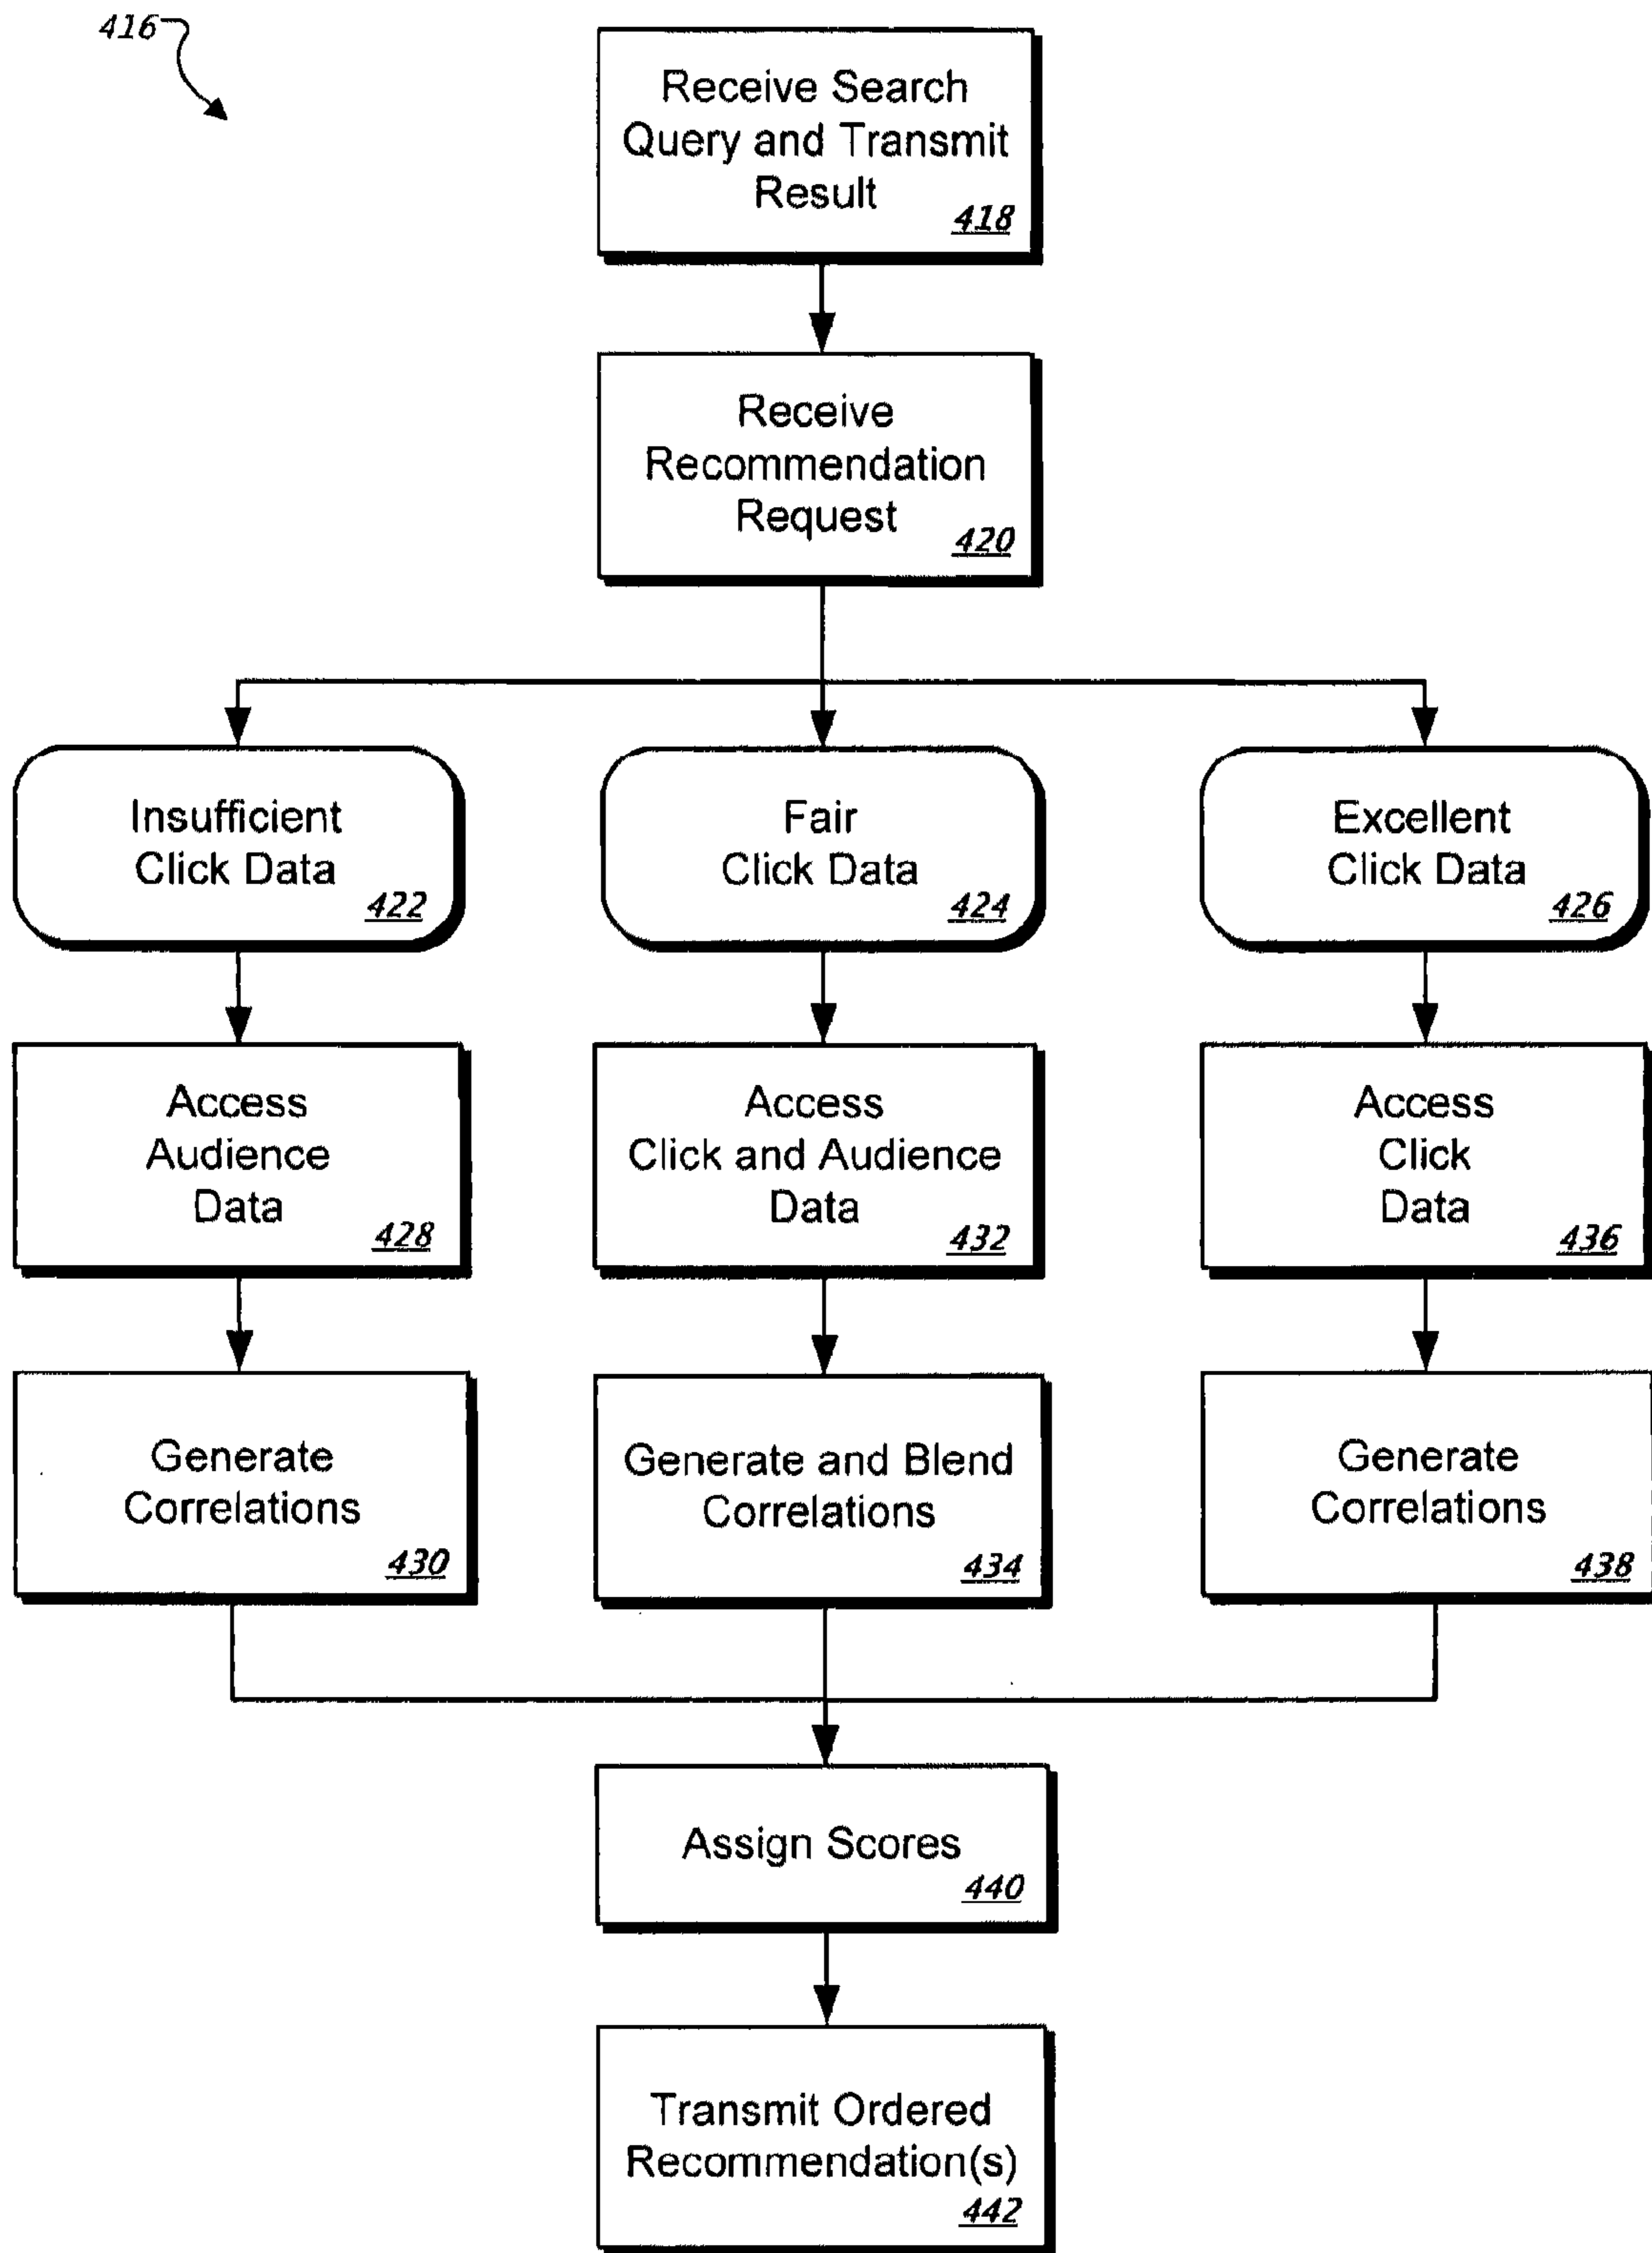 416
Receive Search
Query and Transmit
Result
418
Receive
Recommendation
Request
420
Insufficient
Click Data
422
Fair
Click Data
424
Excellent
Click Data
426
Access
Audience
Data
428
Access
Click and Audience
Data
432
Access
Click
Data
436
Generate
Correlations
430
Generate and Blend
Correlations
434
Generate
Correlations
438
Assign Scores
440
Transmit Ordered
Recommendation(s)
442